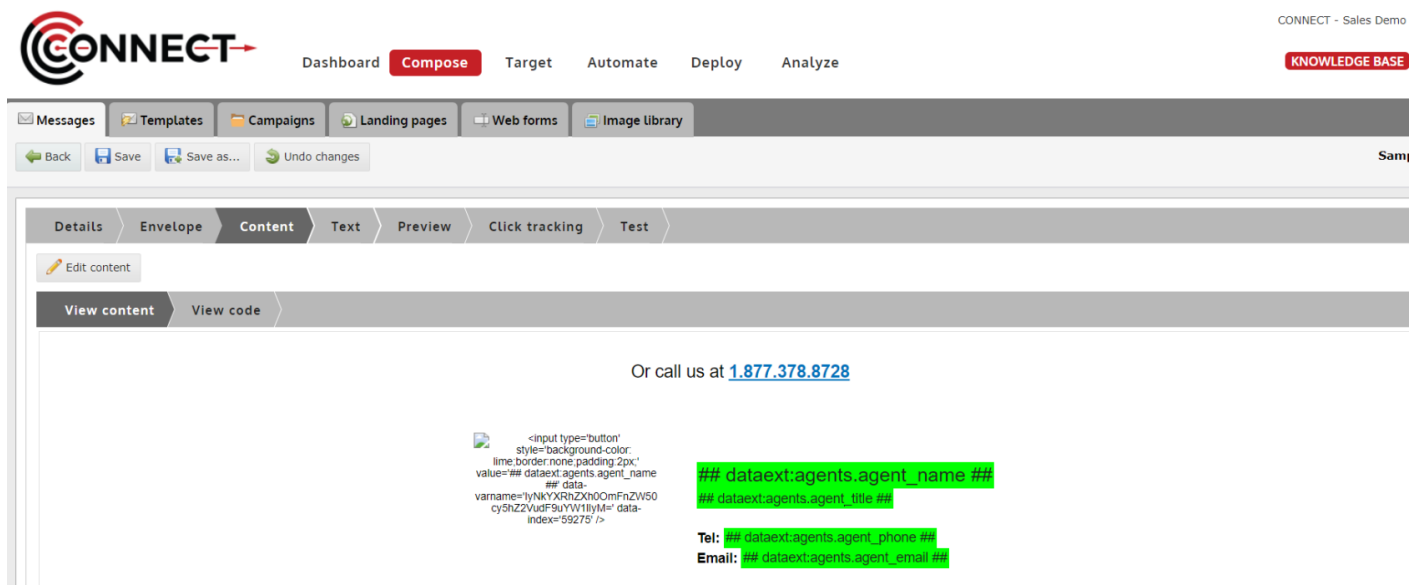 CONNECT
CONNECT - Sales Demo
Dashboard Compose Target Automate Deploy Analyze
KNOWLEDGE BASE
Messages Templates Campaigns Landing pages Web forms Image library
Back Save Save as... Undo changes
Samp
Details Envelope Content Text Preview Click tracking Test
Edit content
View content View code
Or call us at 1.877.378.8728
<input type='button'
style='background-color:
lime;border:none;padding:2px;'
value='## dataext:agents.agent_name
##' data-
varname='IyNkYXRhZXh0OmFnZW50
cy5hZ2VudF9uYW1lIyM=' data-
index='59275' />
## dataext:agents.agent_name ##
## dataext:agents.agent_title ##
Tel: ## dataext:agents.agent_phone ##
Email: ## dataext:agents.agent_email ##